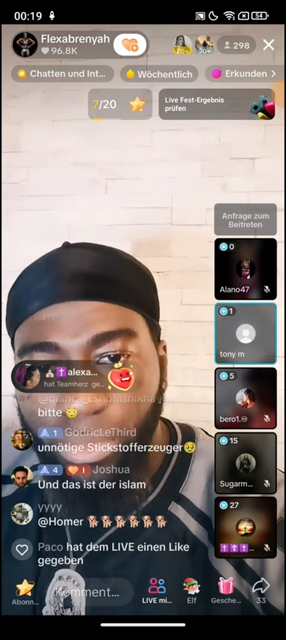 00:19
54
Flexabrenyah
96.8K
298
Chatten und Int...
Wöchentlich
Erkunden
7/20
Live Fest-Ergebnis
prüfen
Anfrage zum
Beitreten
0
Alano47
1
tony m
5
bero1.
15
Sugarm...
27
alexa...
hat Teamherz ge...
bitte 😳
1 GodricLeThird
unnötige Stickstofferzeuger🥹
4 1 Joshua
Und das ist der islam
yyyy
@Homer 🐕🐕🐕🐕🐕🐕
Paco hat dem LIVE einen Like
gegeben
Abonn...
Komment...
LIVE mi...
Elf
Gesche...
33